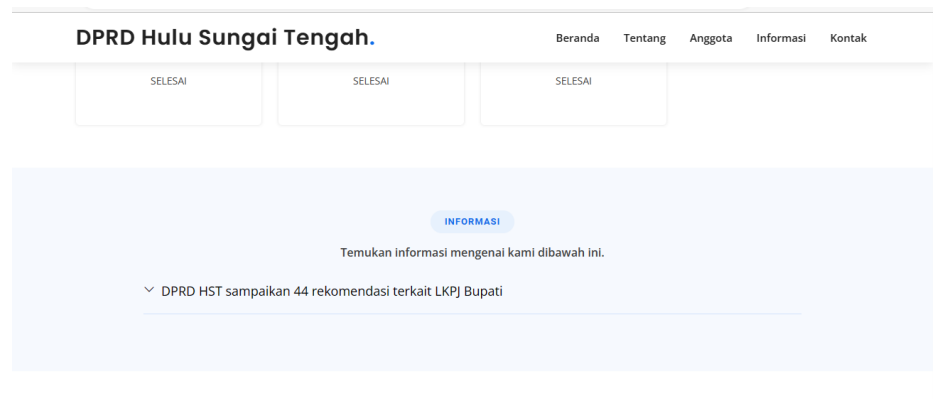 DPRD Hulu Sungai Tengah.
Beranda Tentang Anggota Informasi Kontak
SELESAI SELESAI SELESAI
INFORMASI
Temukan informasi mengenai kami dibawah ini.
DPRD HST sampaikan 44 rekomendasi terkait LKPJ Bupati